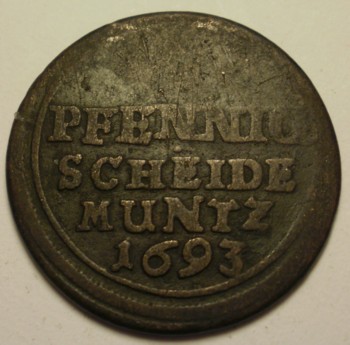 PFENNIG
SCHEIDE
MUNTZ
1693